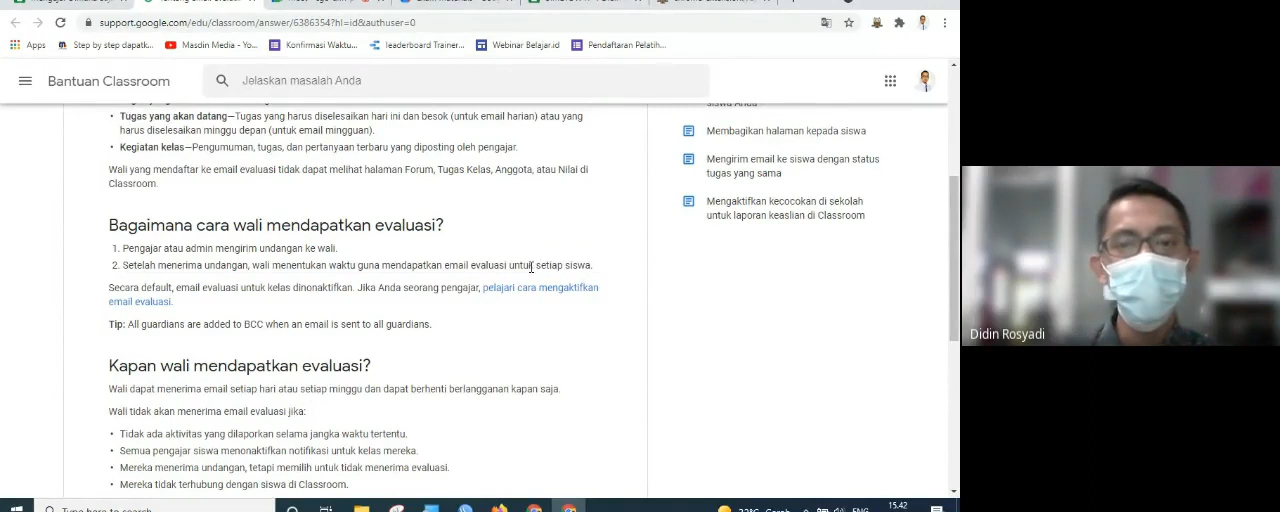 support.google.com/edu/classroom/answer/6386354?hl=id&authuser=0
Apps Step by step dapatk... Masdin Media - Yo... Konfirmasi Waktu... leaderboard Trainer... Webinar Belajar.id Pendaftaran Pelatih...
Bantuan Classroom
Jelaskan masalah Anda
Tugas yang akan datang—Tugas yang harus diselesaikan hari ini dan besok (untuk email harian) atau yang
harus diselesaikan minggu depan (untuk email mingguan).
Kegiatan kelas—Pengumuman, tugas, dan pertanyaan terbaru yang diposting oleh pengajar.
Wali yang mendaftar ke email evaluasi tidak dapat melihat halaman Forum, Tugas Kelas, Anggota, atau Nilai di
Classroom.
Bagaimana cara wali mendapatkan evaluasi?
1. Pengajar atau admin mengirim undangan ke wali.
2. Setelah menerima undangan, wali menentukan waktu guna mendapatkan email evaluasi untuk setiap siswa.
Secara default, email evaluasi untuk kelas dinonaktifkan. Jika Anda seorang pengajar, pelajari cara mengaktifkan
email evaluasi.
Tip: All guardians are added to BCC when an email is sent to all guardians.
Kapan wali mendapatkan evaluasi?
Wali dapat menerima email setiap hari atau setiap minggu dan dapat berhenti berlangganan kapan saja.
Wali tidak akan menerima email evaluasi jika:
Tidak ada aktivitas yang dilaporkan selama jangka waktu tertentu.
Semua pengajar siswa menonaktifkan notifikasi untuk kelas mereka.
Mereka menerima undangan, tetapi memilih untuk tidak menerima evaluasi.
Mereka tidak terhubung dengan siswa di Classroom.
Membagikan halaman kepada siswa
Mengirim email ke siswa dengan status
tugas yang sama
Mengaktifkan kecocokan di sekolah
untuk laporan keaslian di Classroom
Didin Rosyadi
Type here to search
ENG
15.42